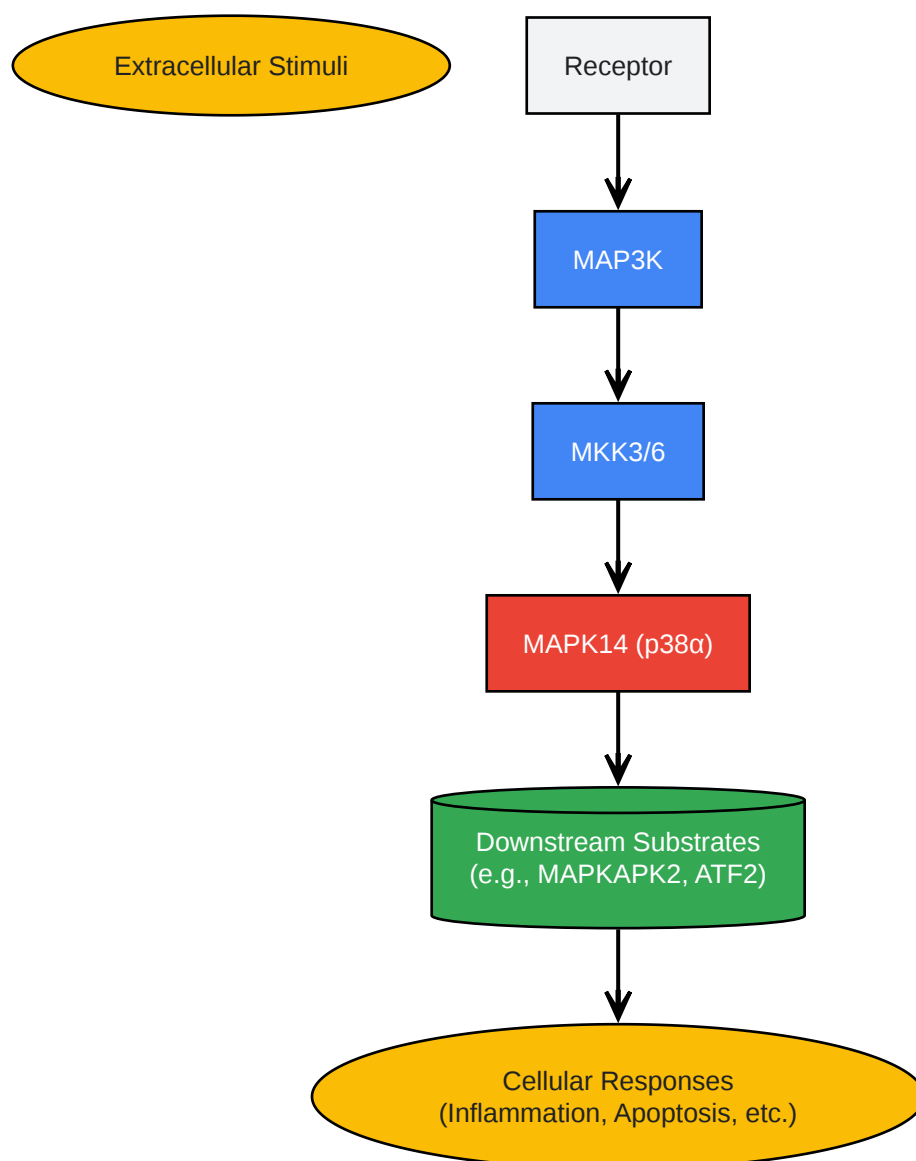 Extracellular Stimuli
Receptor
MAP3K
MKK3/6
MAPK14 (p38α)
Downstream Substrates
(e.g., MAPKAPK2, ATF2)
Cellular Responses
(Inflammation, Apoptosis, etc.)